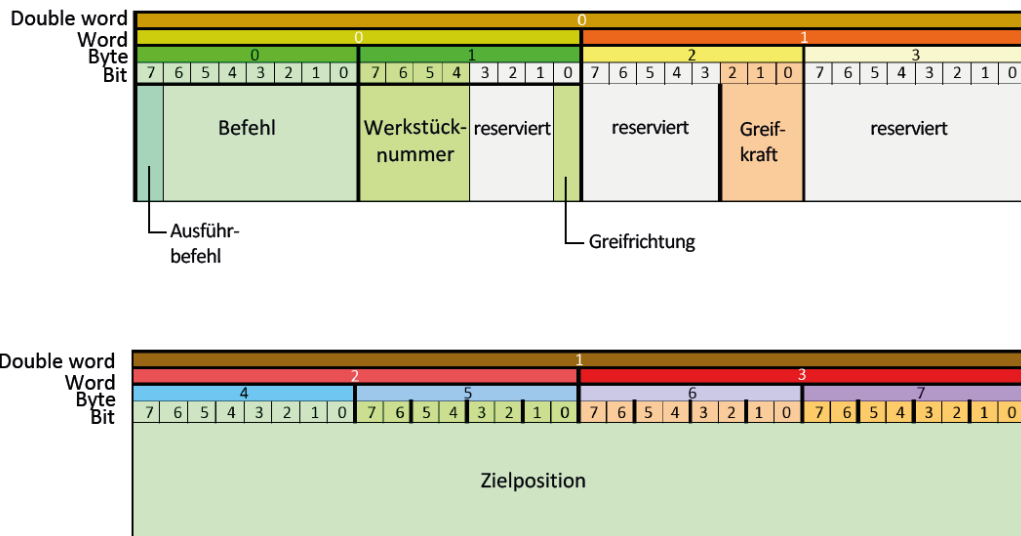 Double word 0
Word 0 1
Byte 0 1 2 3
Bit 7 6 5 4 3 2 1 0 7 6 5 4 3 2 1 0 7 6 5 4 3 2 1 0 7 6 5 4 3 2 1 0
Befehl Werkstück- reserviert reserviert Greif- reserviert
nummer kraft
Ausführ- Greifrichtung
befehl
Double word 1
Word 2 3
Byte 4 5 6 7
Bit 7 6 5 4 3 2 1 0 7 6 5 4 3 2 1 0 7 6 5 4 3 2 1 0 7 6 5 4 3 2 1 0
Zielposition